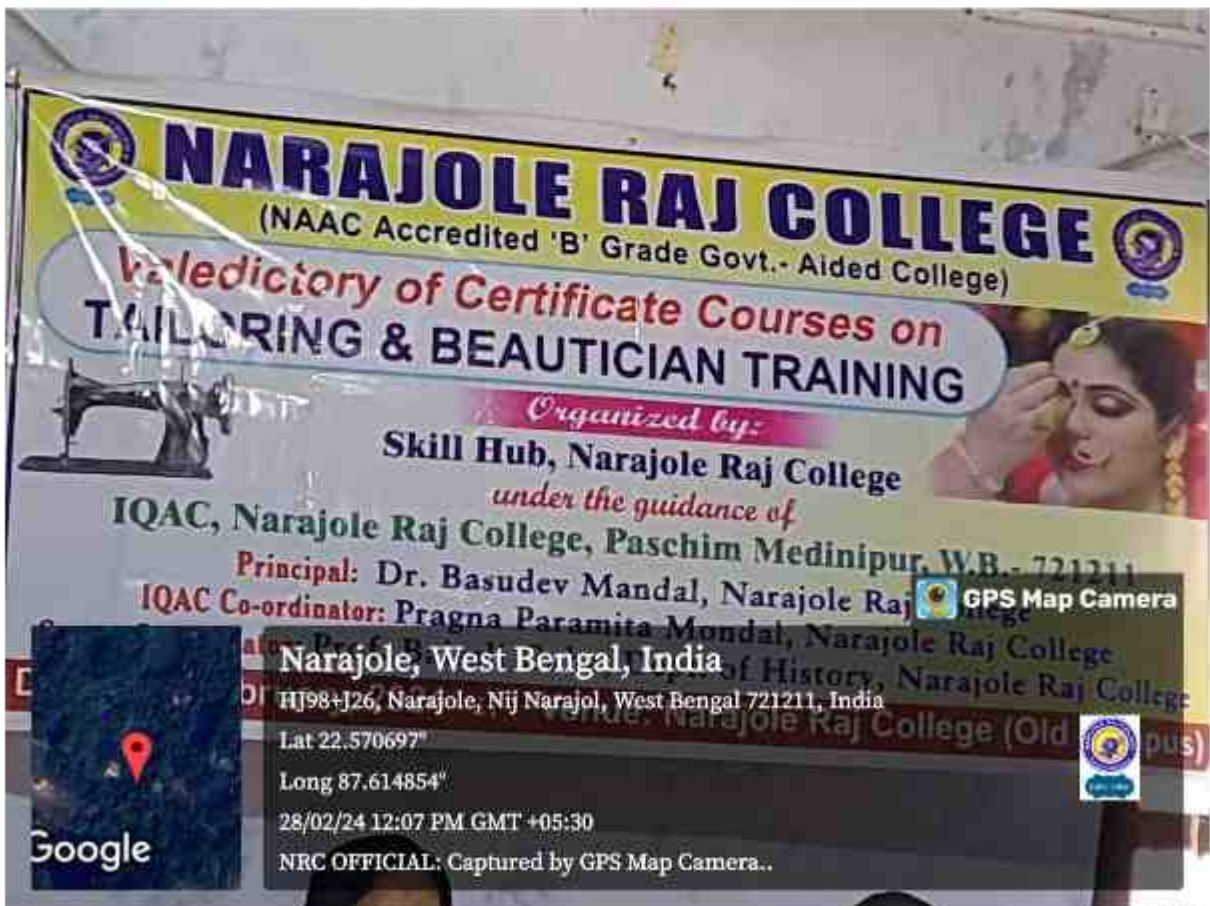 NARAJOLE RAJ COLLEGE
(NAAC Accredited 'B' Grade Govt.- Aided College)
Valedictory of Certificate Courses on
TAILORING & BEAUTICIAN TRAINING
Organized by:
Skill Hub, Narajole Raj College
under the guidance of
IQAC, Narajole Raj College, Paschim Medinipur, W.B.- 721211
Principal: Dr. Basudev Mandal, Narajole Raj College
IQAC Co-ordinator: Pragna Paramita Mondal, Narajole Raj College
Prof. of History, Narajole Raj College
Venue: Narajole Raj College (Old
GPS Map Camera
Narajole, West Bengal, India
HJ98+J26, Narajole, Nij Narajol, West Bengal 721211, India
Lat 22.570697°
Long 87.614854°
28/02/24 12:07 PM GMT +05:30
NRC OFFICIAL: Captured by GPS Map Camera..
Google